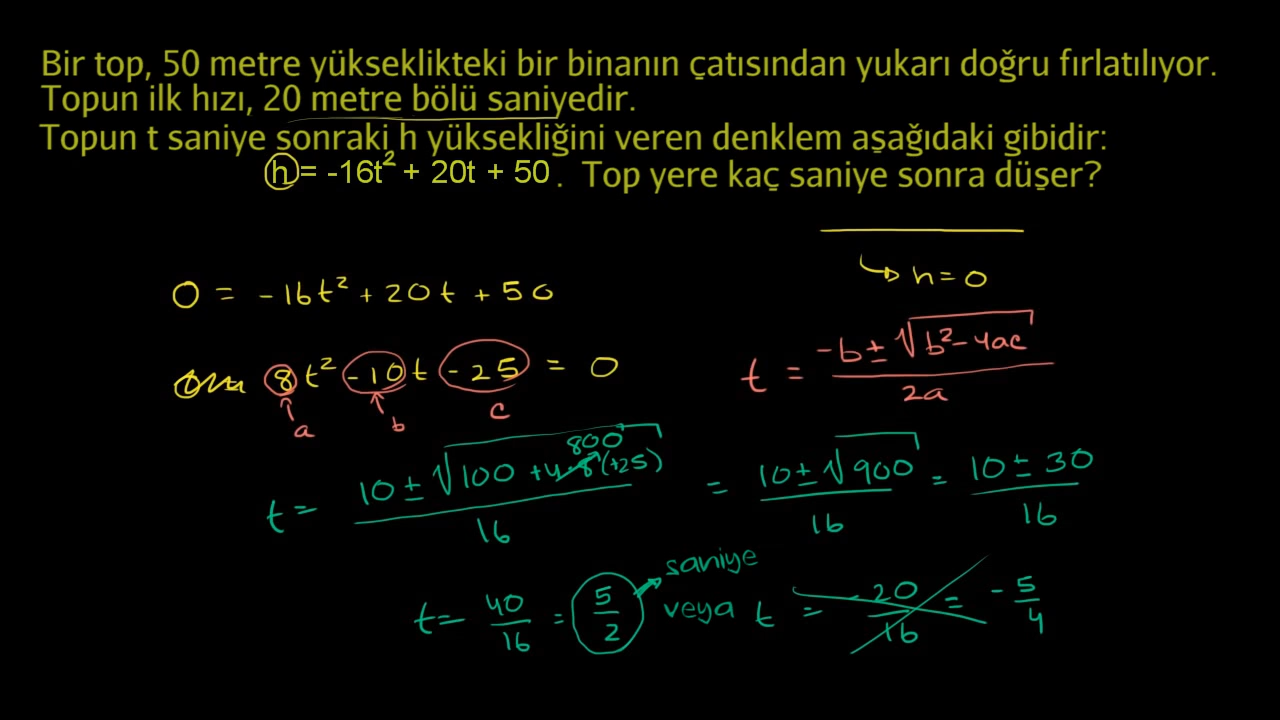 Bir top, 50 metre yükseklikteki bir binanın çatısından yukarı doğru fırlatılıyor.
Topun ilk hızı, 20 metre bölü saniyedir.
Topun t saniye sonraki h yüksekliğini veren denklem aşağıdaki gibidir:
h = -16t² + 20t + 50 . Top yere kaç saniye sonra düşer?
↳ h = 0
0 = -16t² + 20t + 50
8t² - 10t - 25 = 0
a b c
t = (-b ± √(b² - 4ac)) / 2a
800
t = (10 ± √(100 + 4·8(+25))) / 16 = (10 ± √900) / 16 = (10 ± 30) / 16
t = 40/16 = 5/2 saniye veya t = -20/16 = -5/4